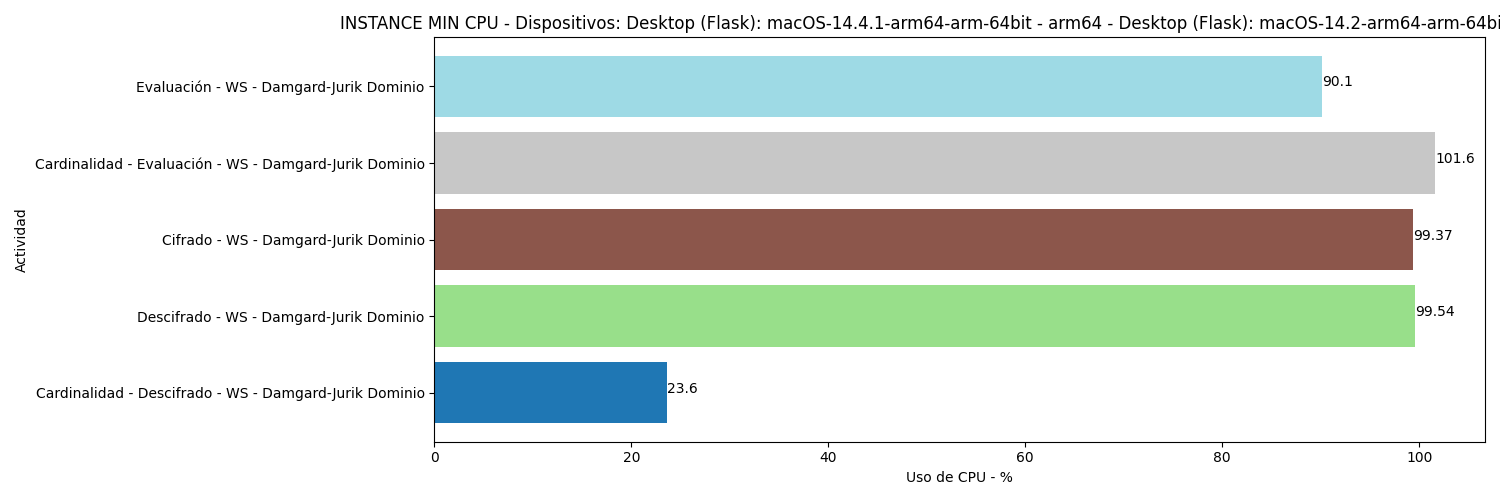 INSTANCE MIN CPU - Dispositivos: Desktop (Flask): macOS-14.4.1-arm64-arm-64bit - arm64 - Desktop (Flask): macOS-14.2-arm64-arm-64bi
Evaluación - WS - Damgard-Jurik Dominio
90.1
Cardinalidad - Evaluación - WS - Damgard-Jurik Dominio
101.6
Cifrado - WS - Damgard-Jurik Dominio
99.37
Descifrado - WS - Damgard-Jurik Dominio
99.54
Cardinalidad - Descifrado - WS - Damgard-Jurik Dominio
23.6
Actividad
0 20 40 60 80 100
Uso de CPU - %